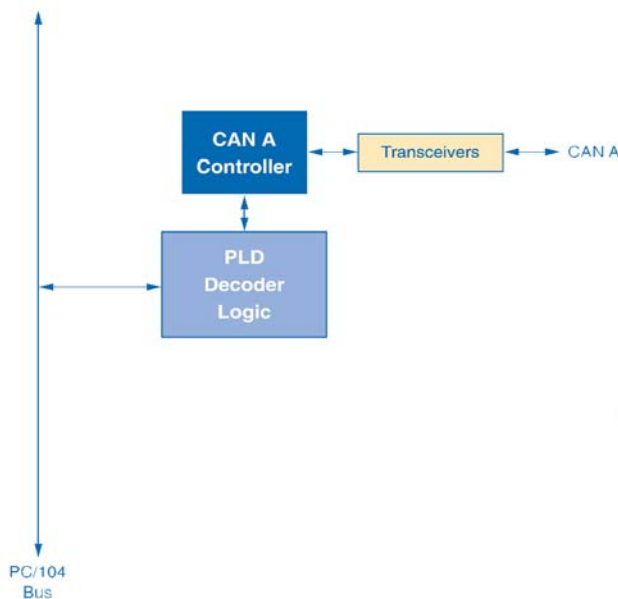 CAN A
Controller
Transceivers
CAN A
PLD
Decoder
Logic
PC/104
Bus